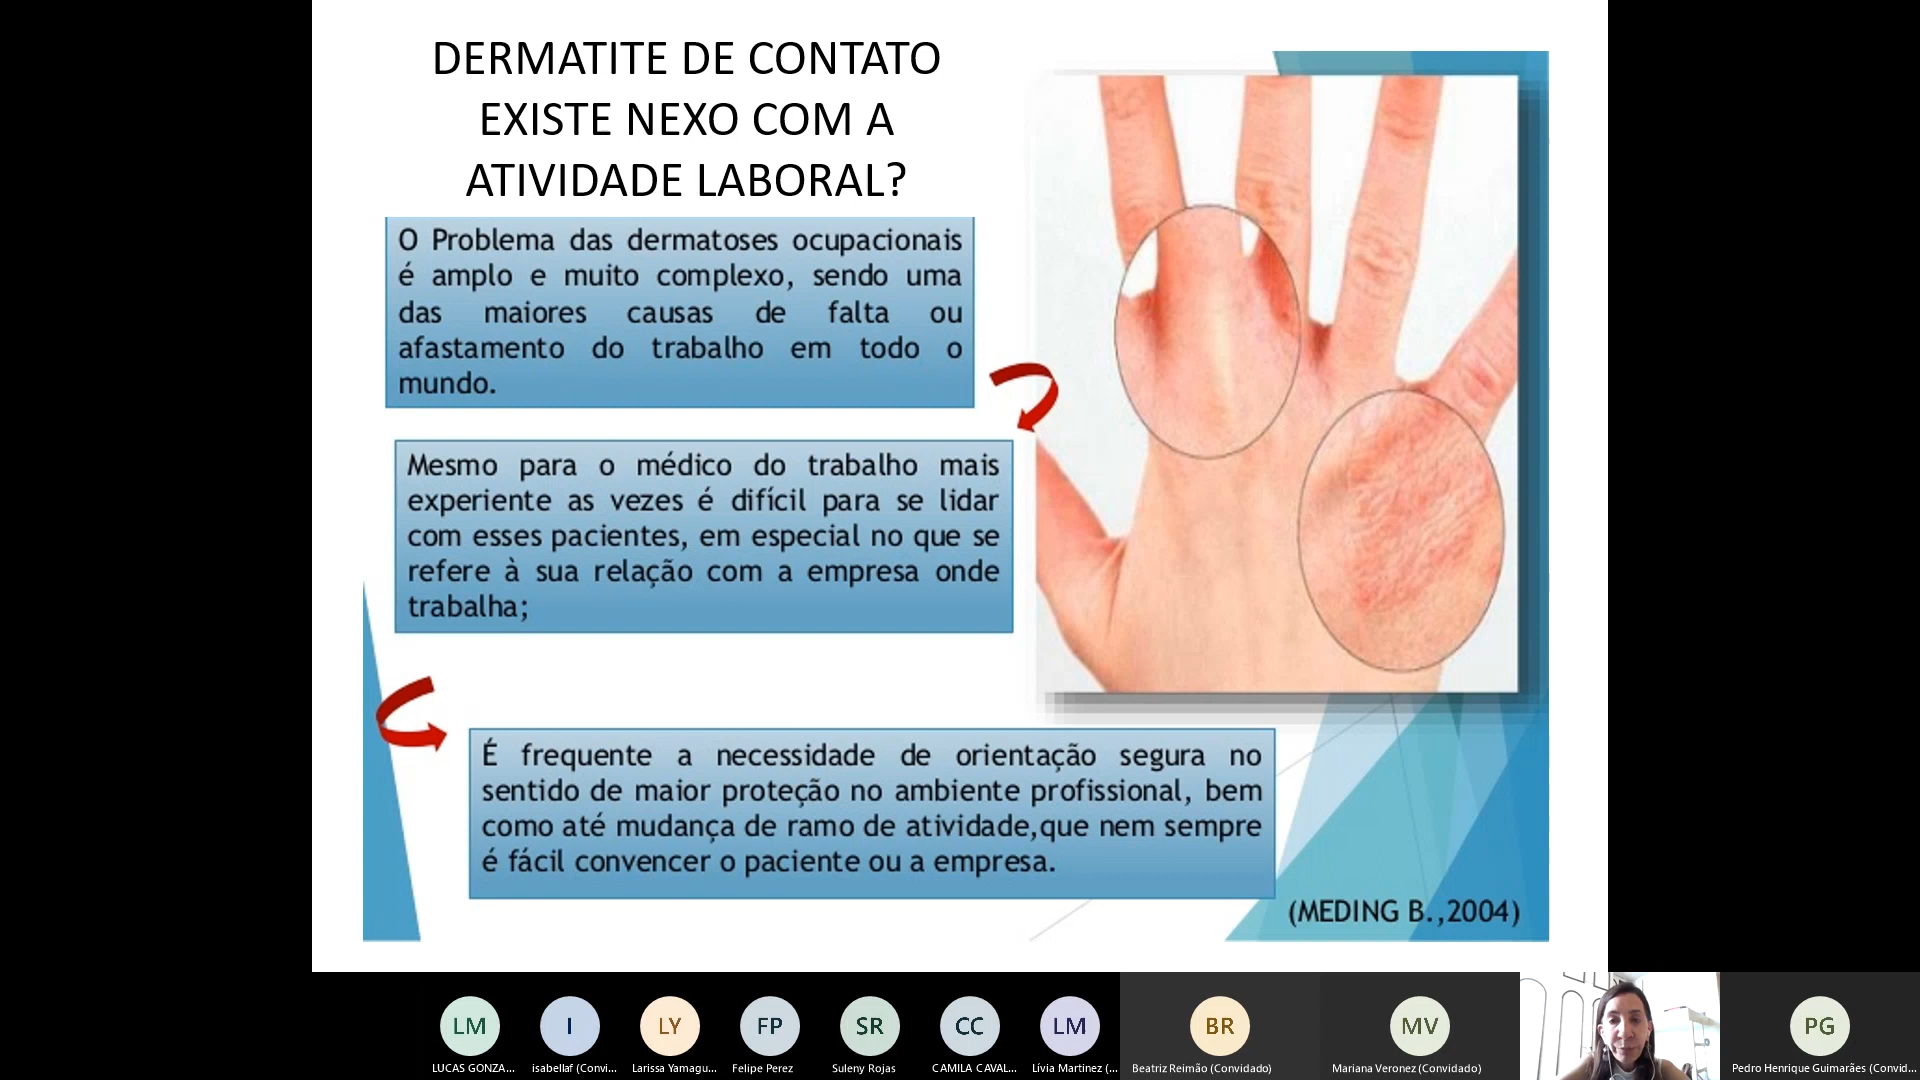 DERMATITE DE CONTATO
EXISTE NEXO COM A
ATIVIDADE LABORAL?
O Problema das dermatoses ocupacionais
é amplo e muito complexo, sendo uma
das maiores causas de falta ou
afastamento do trabalho em todo o
mundo.
Mesmo para o médico do trabalho mais
experiente as vezes é difícil para se lidar
com esses pacientes, em especial no que se
refere à sua relação com a empresa onde
trabalha;
É frequente a necessidade de orientação segura no
sentido de maior proteção no ambiente profissional, bem
como até mudança de ramo de atividade,que nem sempre
é fácil convencer o paciente ou a empresa.
(MEDING B.,2004)
LM
I
LY
FP
SR
CC
LM
BR
MV
PG
LUCAS GONZA...
isabellaf (Convi...
Larissa Yamagu...
Felipe Perez
Suleny Rojas
CAMILA CAVAL...
Lívia Martinez (...
Beatriz Reimão (Convidado)
Mariana Veronez (Convidado)
Pedro Henrique Guimarães (Convid...